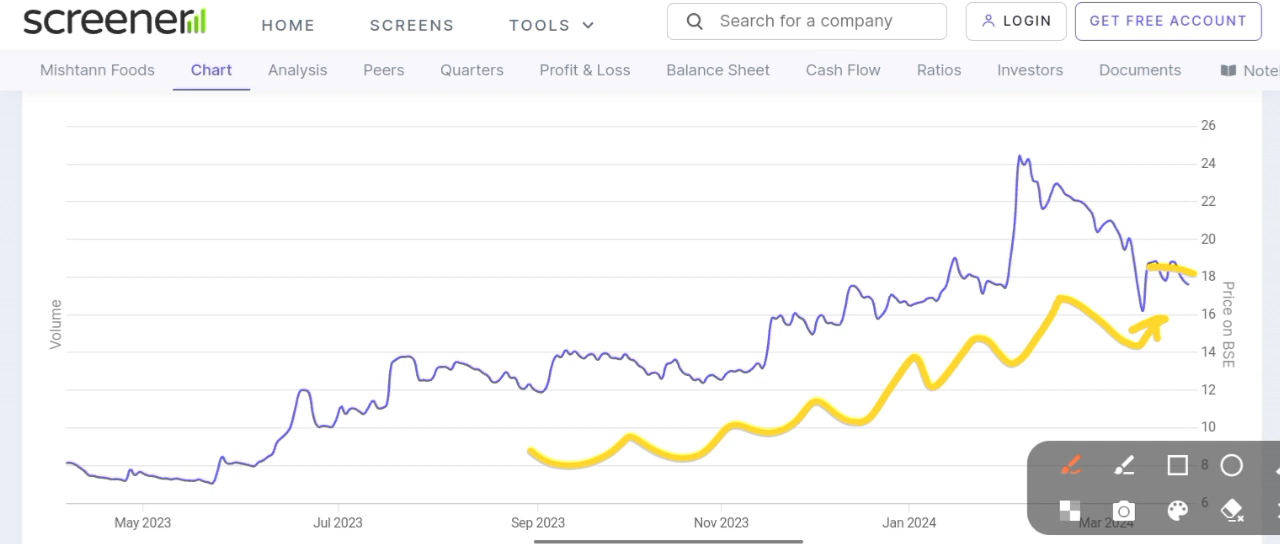 screener
HOME SCREENS TOOLS Search for a company LOGIN GET FREE ACCOUNT
Mishtann Foods Chart Analysis Peers Quarters Profit & Loss Balance Sheet Cash Flow Ratios Investors Documents
26
24
22
20
18
16
14
12
10
8
6
Volume
Price on BSE
May 2023 Jul 2023 Sep 2023 Nov 2023 Jan 2024 Mar 2024